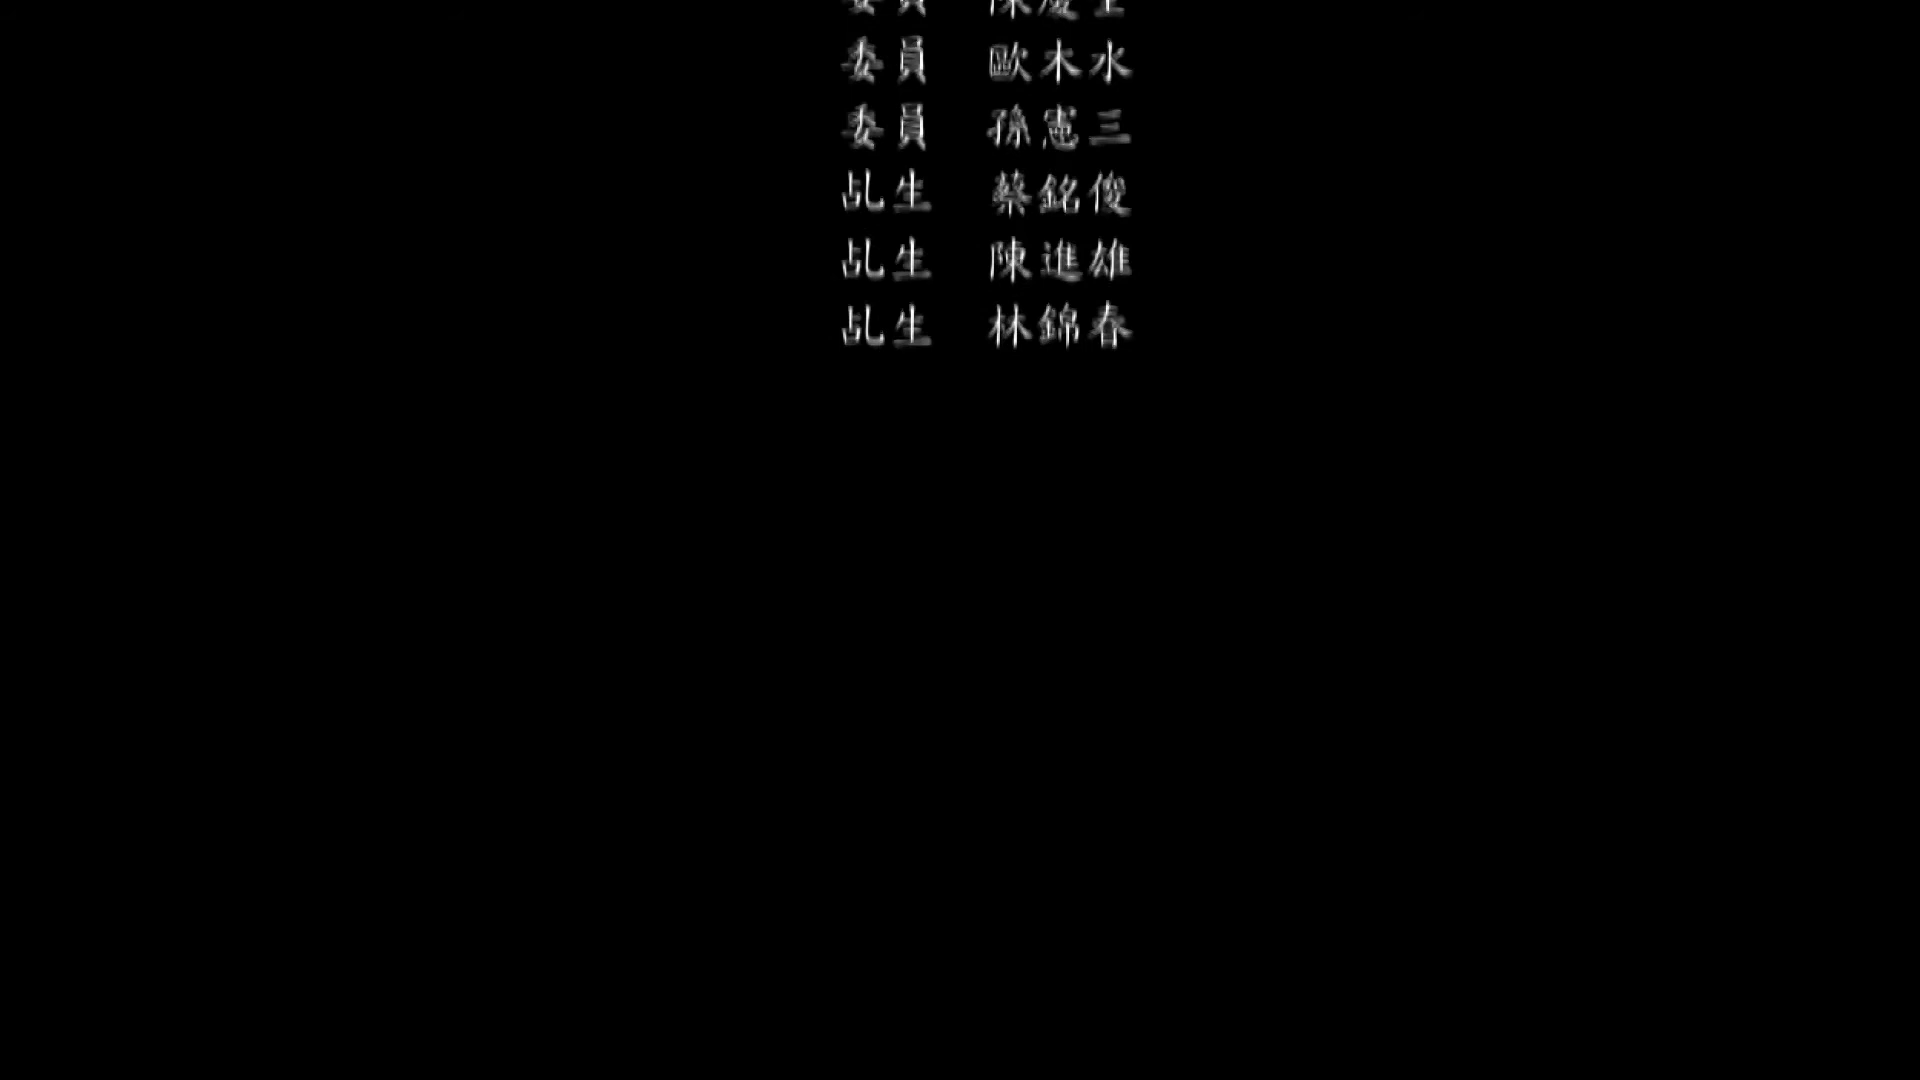 委員 歐木水
委員 孫憲三
乩生 蔡銘俊
乩生 陳進雄
乩生 林錦春